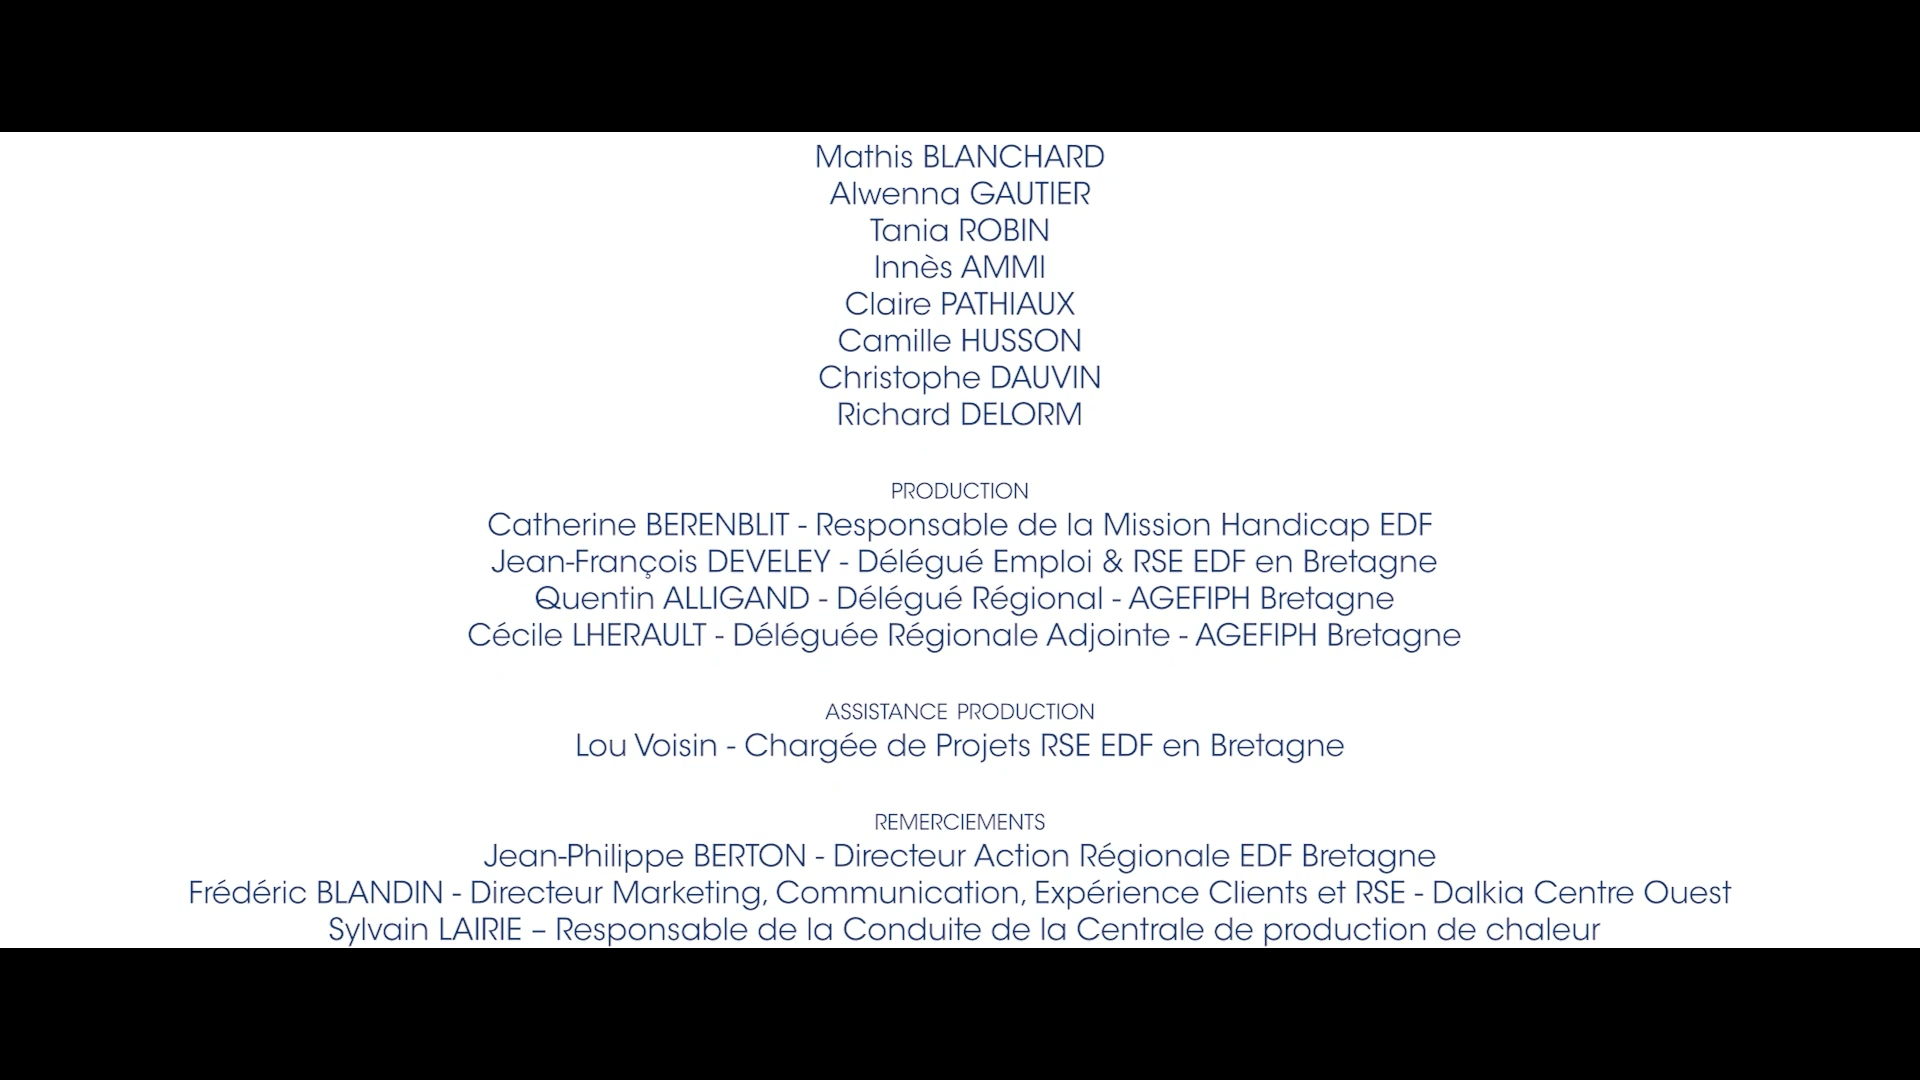 Mathis BLANCHARD
Alwenna GAUTIER
Tania ROBIN
Innès AMMI
Claire PATHIAUX
Camille HUSSON
Christophe DAUVIN
Richard DELORM
PRODUCTION
Catherine BERENBLIT - Responsable de la Mission Handicap EDF
Jean-François DEVELEY - Délégué Emploi & RSE EDF en Bretagne
Quentin ALLIGAND - Délégué Régional - AGEFIPH Bretagne
Cécile LHERAULT - Déléguée Régionale Adjointe - AGEFIPH Bretagne
ASSISTANCE PRODUCTION
Lou Voisin - Chargée de Projets RSE EDF en Bretagne
REMERCIEMENTS
Jean-Philippe BERTON - Directeur Action Régionale EDF Bretagne
Frédéric BLANDIN - Directeur Marketing, Communication, Expérience Clients et RSE - Dalkia Centre Ouest
Sylvain LAIRIE – Responsable de la Conduite de la Centrale de production de chaleur